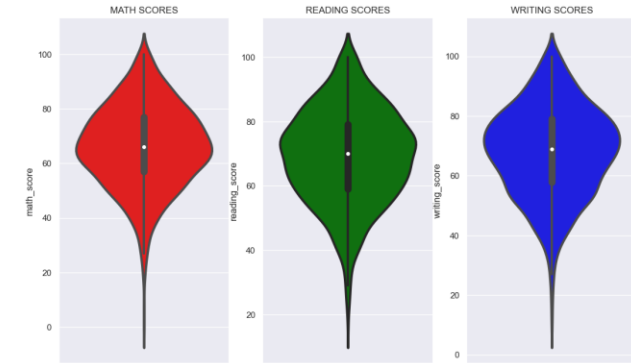 MATH SCORES
math_score
100
80
60
40
20
0
READING SCORES
reading_score
100
80
60
40
20
WRITING SCORES
writing_score
100
80
60
40
20
0